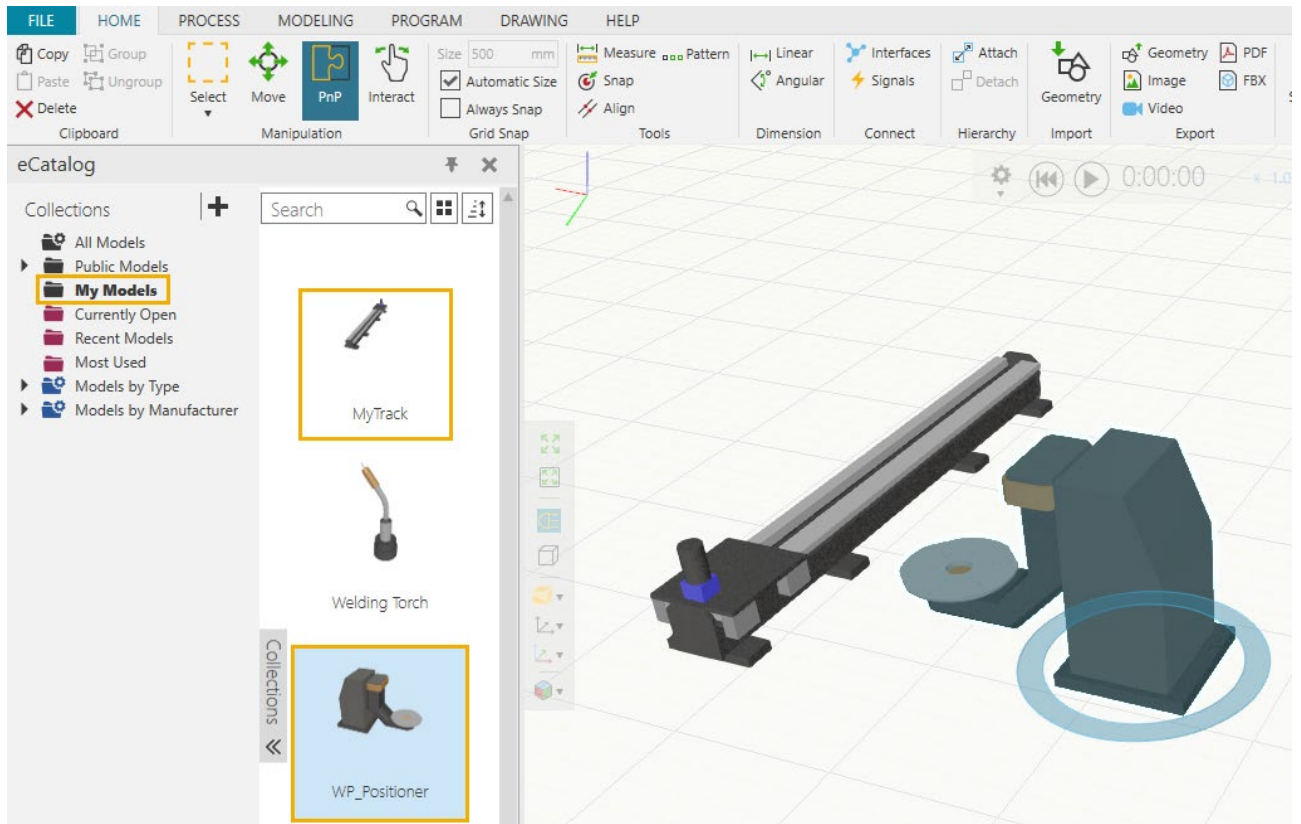 FILE HOME PROCESS MODELING PROGRAM DRAWING HELP
Copy Group
Paste Ungroup
Delete
Clipboard
Select Move PnP Interact
Manipulation
Size 500 mm
Automatic Size
Always Snap
Grid Snap
Measure Pattern
Snap
Align
Tools
Linear
Angular
Dimension
Interfaces
Signals
Connect
Attach
Detach
Hierarchy
Geometry
Import
Geometry PDF
Image FBX
Video
Export
eCatalog
Collections
All Models
Public Models
My Models
Currently Open
Recent Models
Most Used
Models by Type
Models by Manufacturer
Search
MyTrack
Welding Torch
WP_Positioner
Collections
0:00:00